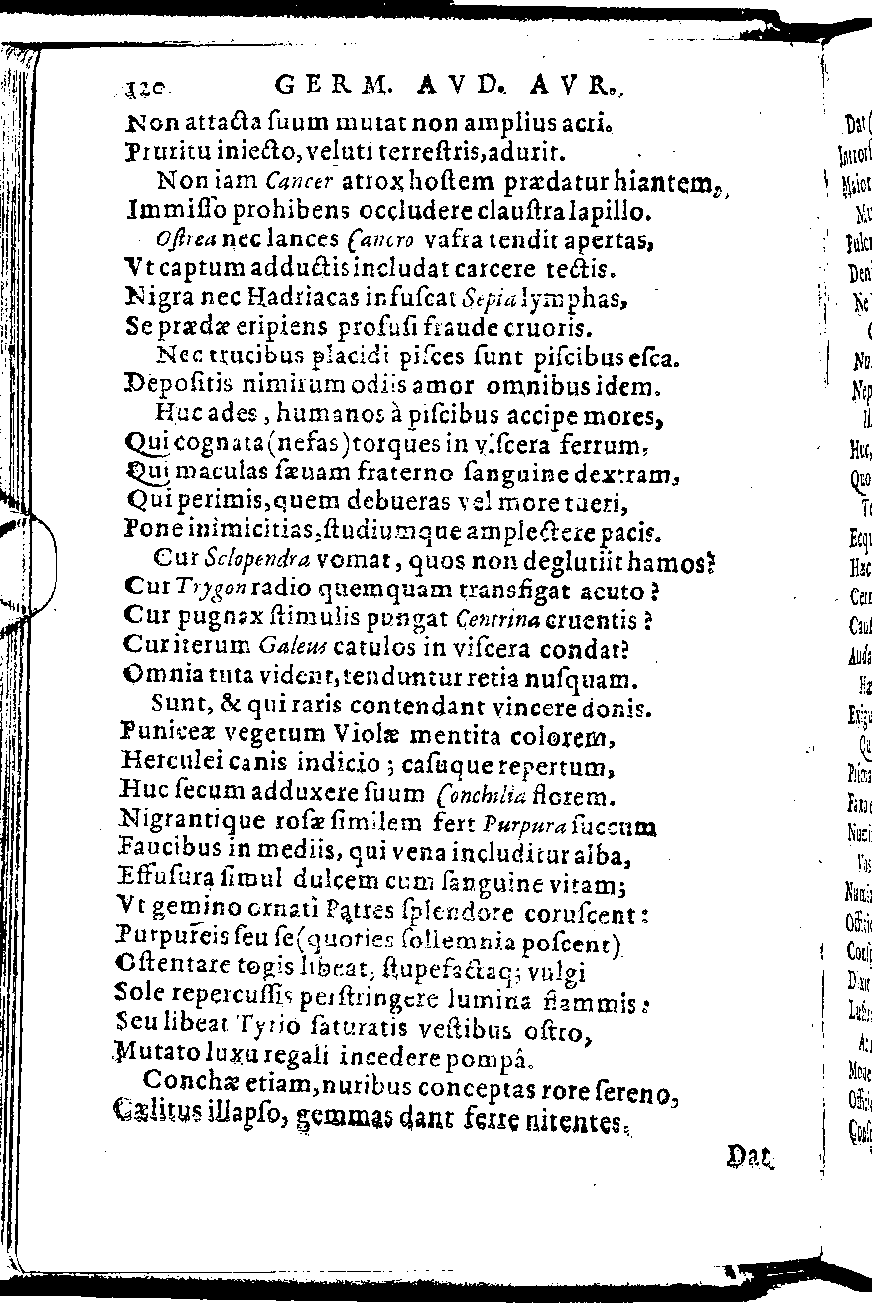 120 GERM. AVD. AVR.
Non attacta ſuum mutat non amplius acri.
Pruritu iniecto, veluti terreſtris, adurit.
Non iam Cancer atrox hoſtem prædatur hiantem,
Immiſſo prohibens occludere clauſtra lapillo.
Oſtrea nec lances Cancro vafra tendit apertas,
Vt captum adductis includat carcere tectis.
Nigra nec Hadriacas infuſcat Sepia lymphas,
Se prædæ eripiens profuſi fraude cruoris.
Nec trucibus placidi piſces ſunt piſcibus eſca.
Depoſitis nimirum odiis amor omnibus idem.
Huc ades, humanos à piſcibus accipe mores,
Qui cognata (nefas) torques in viſcera ferrum,
Qui maculas ſæuam fraterno ſanguine dextram,
Qui perimis, quem debueras vel more tueri,
Pone inimicitias, ſtudiumque amplectere pacis.
Cur Sclopendra vomat, quos non deglutiit hamos?
Cur Trygon radio quemquam transfigat acuto?
Cur pugnax ſtimulis pungat Centrina cruentis?
Cur iterum Galeus catulos in viſcera condat?
Omnia tuta vident, tenduntur retia nuſquam.
Sunt, & qui raris contendant vincere donis.
Puniceæ vegetum Violæ mentita colorem,
Herculei canis indicio; caſuque repertum,
Huc ſecum adduxere ſuum Conchilia florem.
Nigrantique roſæ ſimilem fert Purpura ſuccum
Faucibus in mediis, qui vena includitur alba,
Effuſura ſimul dulcem cum ſanguine vitam;
Vt gemino ornati Patres ſplendore coruſcent:
Purpureis ſeu ſe (quoties ſollemnia poſcent)
Oſtentare togis libeat, ſtupefactaq; vulgi
Sole repercuſſis perſtringere lumina flammis:
Seu libeat Tyrio ſaturatis veſtibus oſtro,
Mutato luxu regali incedere pompâ.
Conchæ etiam, nuribus conceptas rore ſereno,
Cælitus illapſo, gemmas dant ferre nitentes.
Dat